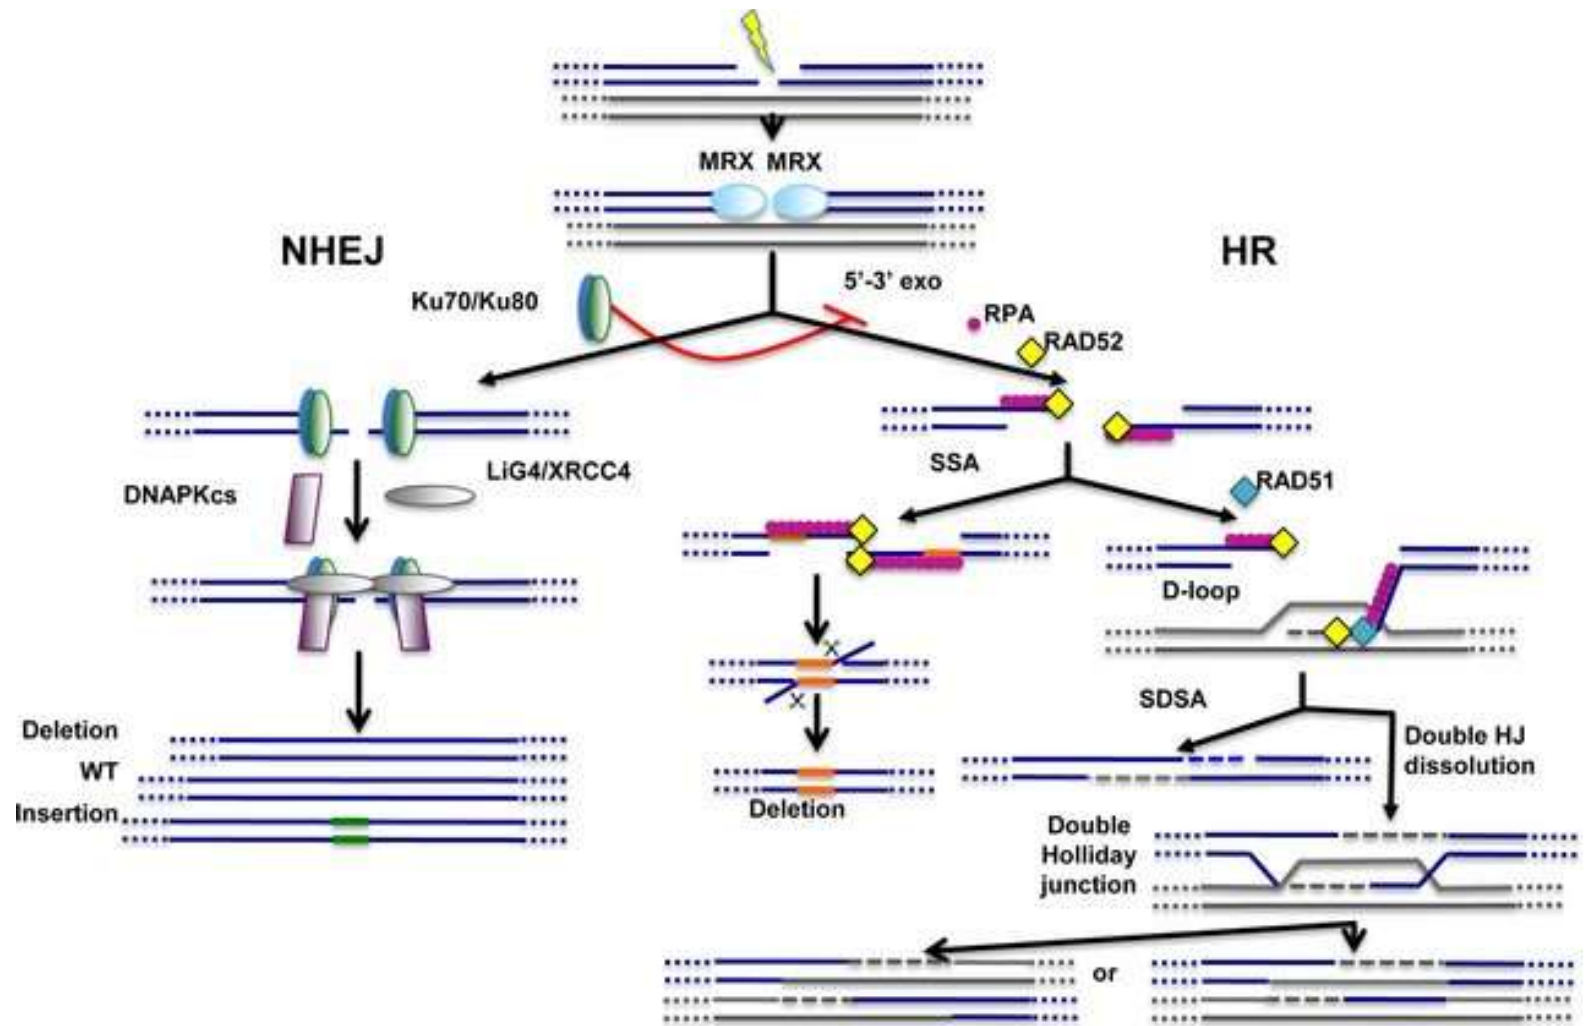 MRX MRX
NHEJ
HR
Ku70/Ku80
5'-3' exo
RPA
RAD52
SSA
LiG4/XRCC4
DNAPKcs
RAD51
D-loop
SDSA
Double HJ
dissolution
Deletion
WT
Insertion
Deletion
Double
Holliday
junction
or